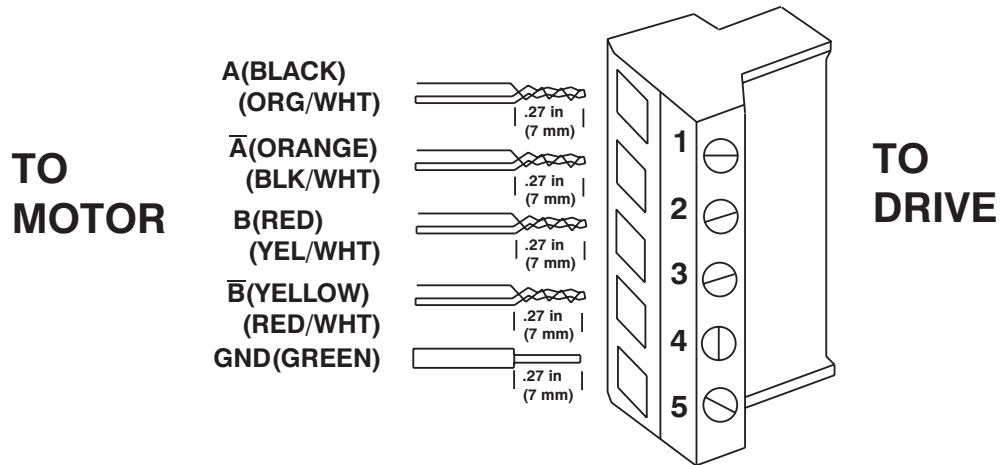 A(BLACK)
(ORG/WHT)
.27 in
(7 mm)
A̅(ORANGE)
(BLK/WHT)
.27 in
(7 mm)
B(RED)
(YEL/WHT)
.27 in
(7 mm)
B̅(YELLOW)
(RED/WHT)
.27 in
(7 mm)
GND(GREEN)
.27 in
(7 mm)
TO
MOTOR
1
2
3
4
5
TO
DRIVE